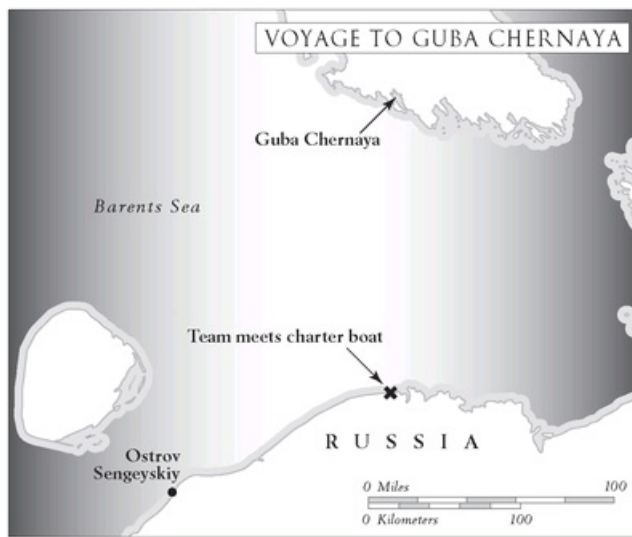 VOYAGE TO GUBA CHERNAYA
Guba Chernaya
Barents Sea
Team meets charter boat
RUSSIA
Ostrov
Sengeyskiy
0 Miles 100
0 Kilometers 100